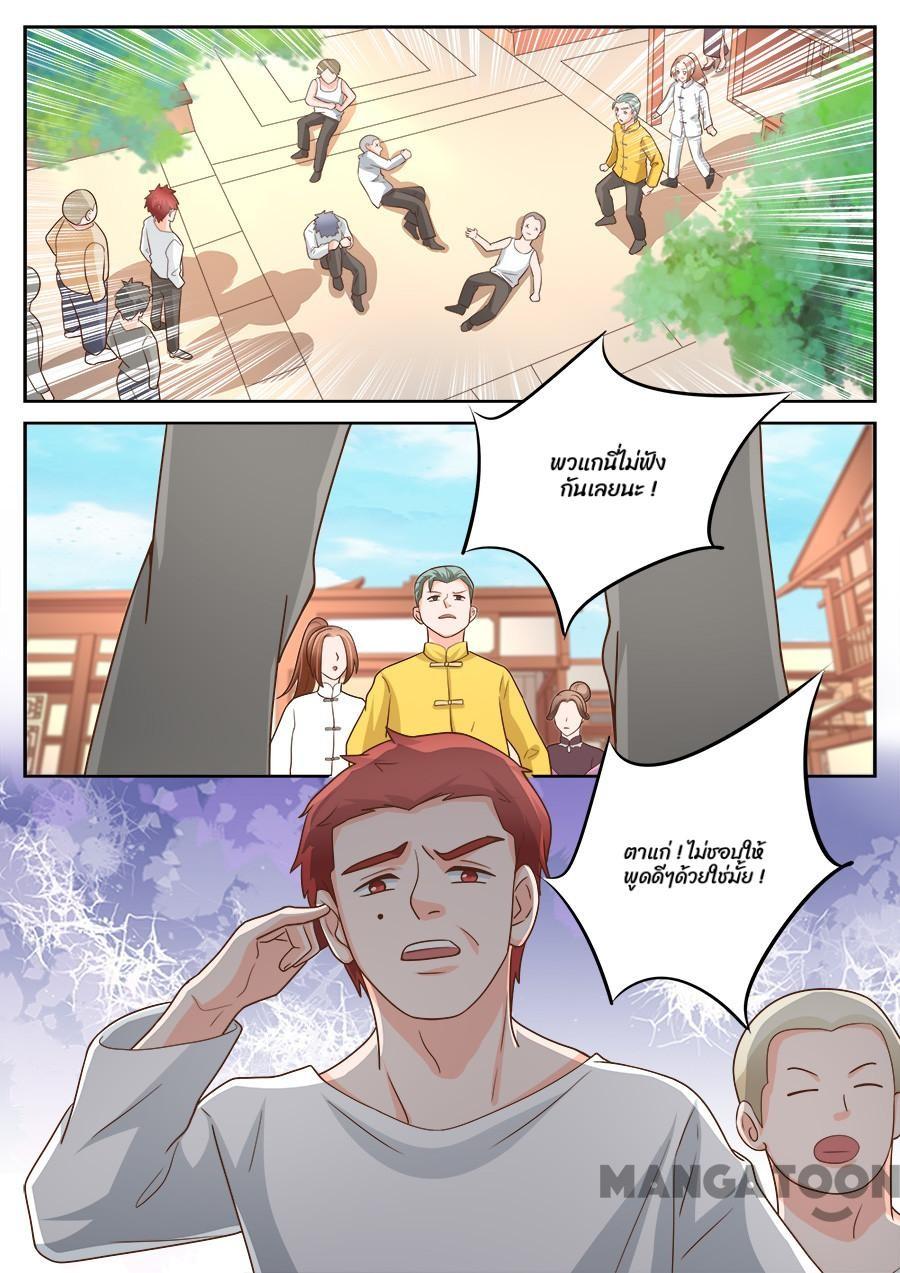 พวแกนี่ไม่ฟัง
กันเลยนะ !
ตาแก่ ! ไม่ชอบให้
พูดดีๆด้วยใช่มั้ย !
MANGATOON